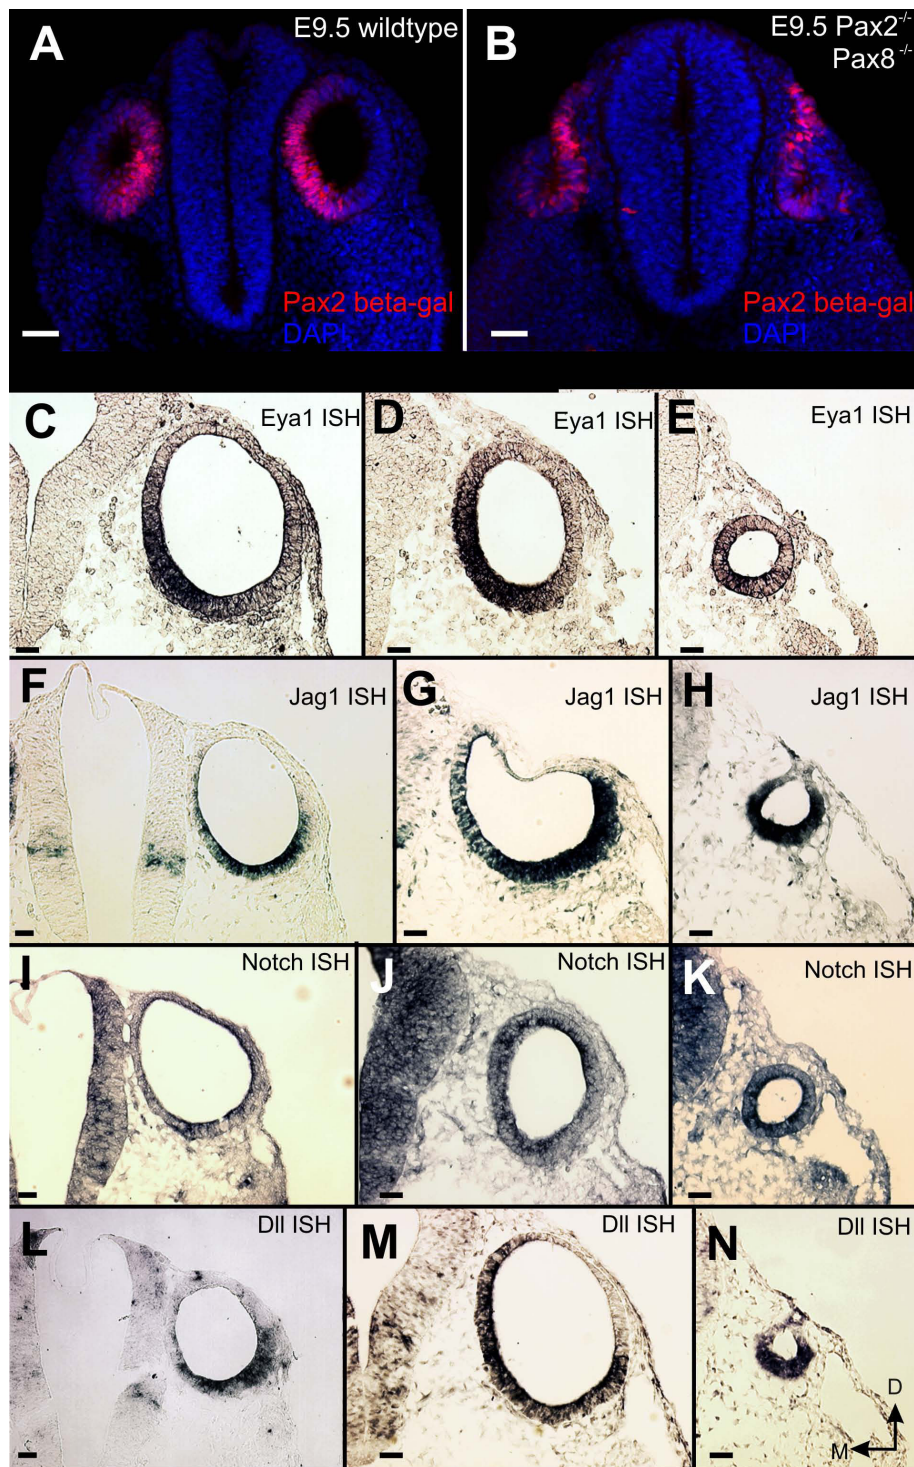 A
E9.5 wildtype
Pax2 beta-gal
DAPI
B
E9.5 Pax2-/-
Pax8 -/-
Pax2 beta-gal
DAPI
C
Eya1 ISH
D
Eya1 ISH
E
Eya1 ISH
F
Jag1 ISH
G
Jag1 ISH
H
Jag1 ISH
I
Notch ISH
J
Notch ISH
K
Notch ISH
L
Dll ISH
M
Dll ISH
N
Dll ISH
D
M